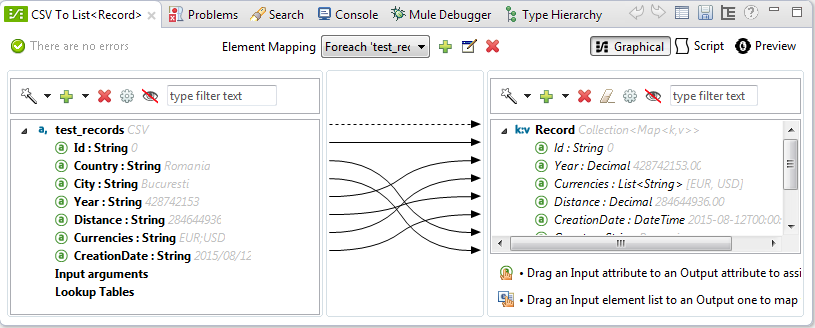 CSV To List<Record> Problems Search Console Mule Debugger Type Hierarchy
There are no errors Element Mapping Foreach 'test_rec Graphical Script Preview
type filter text
test_records CSV
Id : String 0
Country : String Romania
City : String Bucuresti
Year : String 428742153
Distance : String 284644936
Currencies : String EUR;USD
CreationDate : String 2015/08/12
Input arguments
Lookup Tables
type filter text
k:v Record Collection<Map<k,v>>
Id : String 0
Year : Decimal 428742153.00
Currencies : List<String> [EUR, USD]
Distance : Decimal 284644936.00
CreationDate : DateTime 2015-08-12T00:00:
• Drag an Input attribute to an Output attribute to assi
• Drag an Input element list to an Output one to map